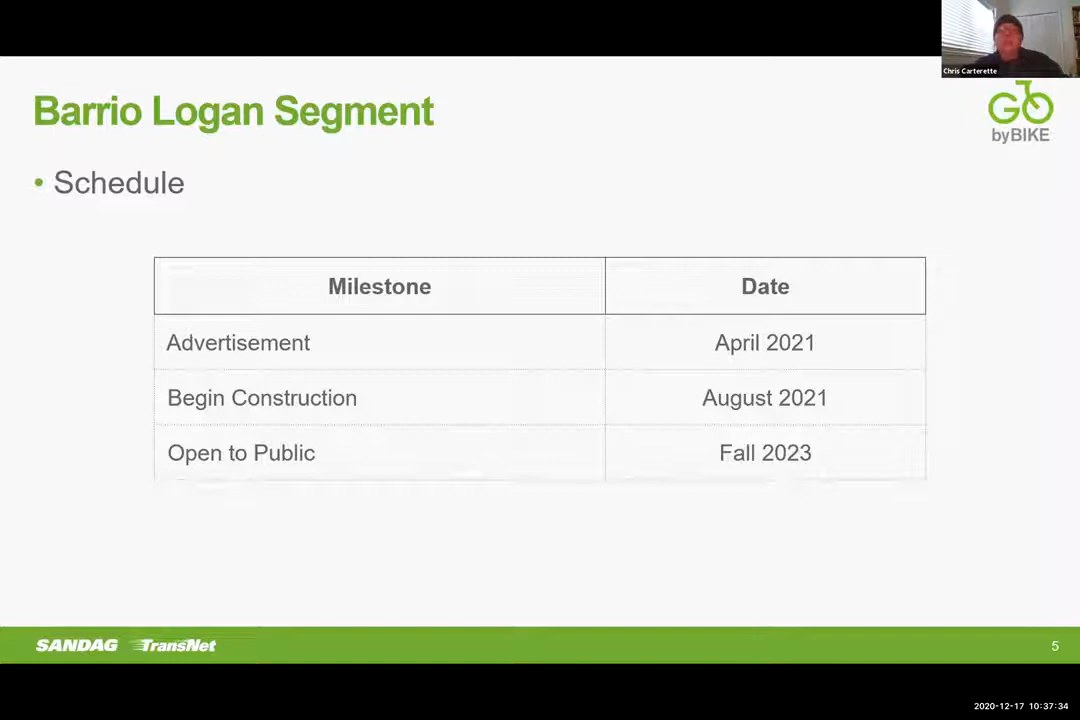 Chris Carterette
Barrio Logan Segment
GO
byBIKE
• Schedule
Milestone Date
Advertisement April 2021
Begin Construction August 2021
Open to Public Fall 2023
SANDAG TransNet 5
2020-12-17 10:37:34